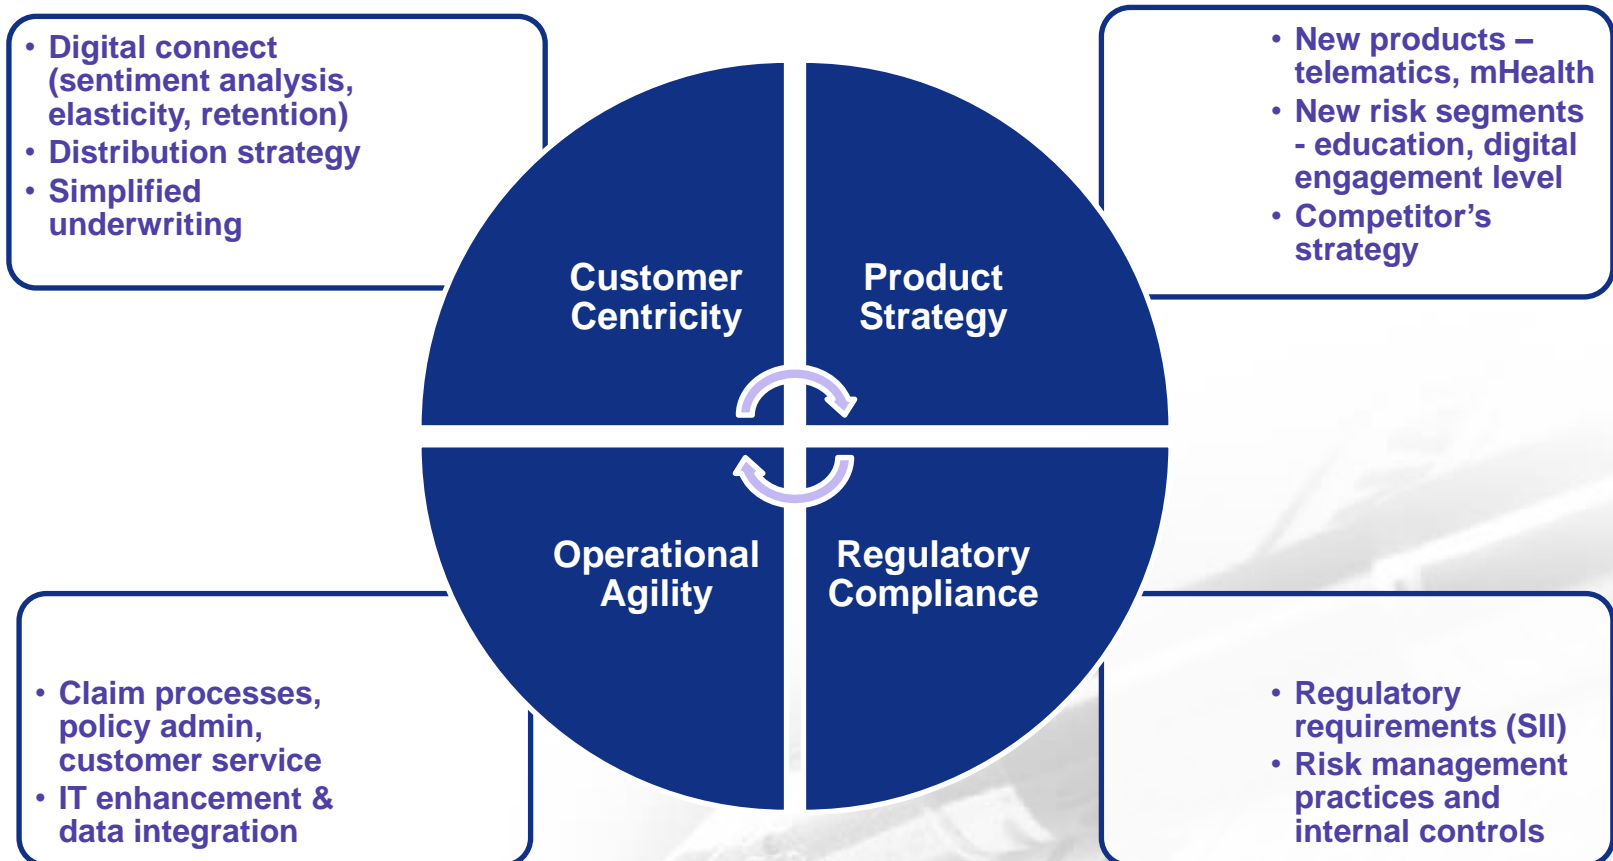 • Digital connect
(sentiment analysis,
elasticity, retention)
• Distribution strategy
• Simplified
underwriting
• New products –
telematics, mHealth
• New risk segments
- education, digital
engagement level
• Competitor’s
strategy
Customer
Centricity
Product
Strategy
Operational
Agility
Regulatory
Compliance
• Claim processes,
policy admin,
customer service
• IT enhancement &
data integration
• Regulatory
requirements (SII)
• Risk management
practices and
internal controls